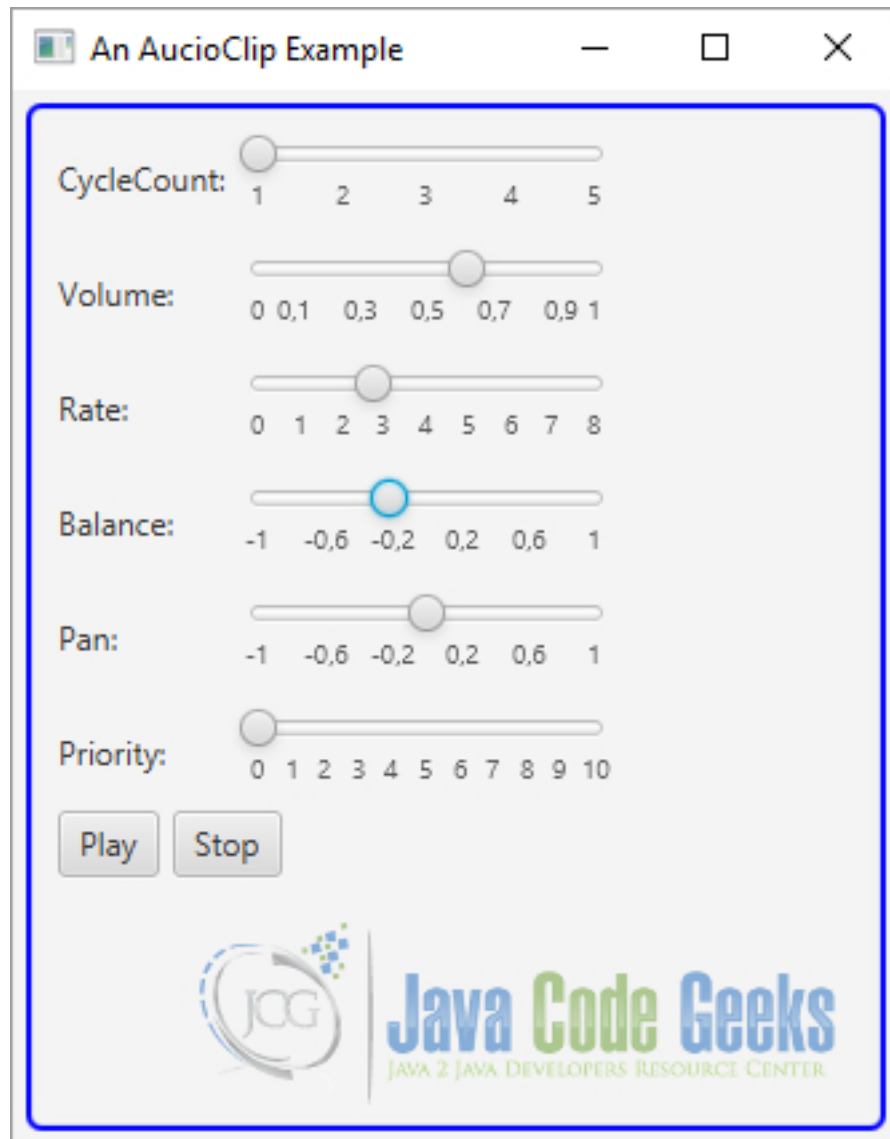 An AucioClip Example
CycleCount:
1 2 3 4 5
Volume:
0 0,1 0,3 0,5 0,7 0,9 1
Rate:
0 1 2 3 4 5 6 7 8
Balance:
-1 -0,6 -0,2 0,2 0,6 1
Pan:
-1 -0,6 -0,2 0,2 0,6 1
Priority:
0 1 2 3 4 5 6 7 8 9 10
Play Stop
JCG
Java Code Geeks
JAVA 2 JAVA DEVELOPERS RESOURCE CENTER